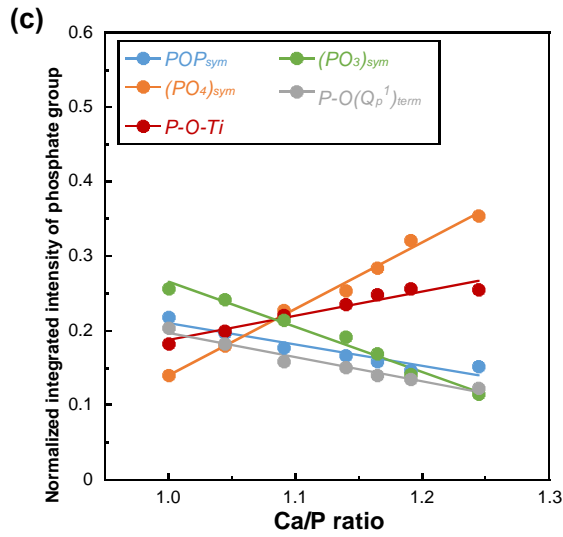 (c)
Normalized integrated intensity of phosphate group
0.6
0.5
0.4
0.3
0.2
0.1
0
POPsym
(PO3)sym
(PO4)sym
P-O(Qp1)term
P-O-Ti
1.0 1.1 1.2 1.3
Ca/P ratio